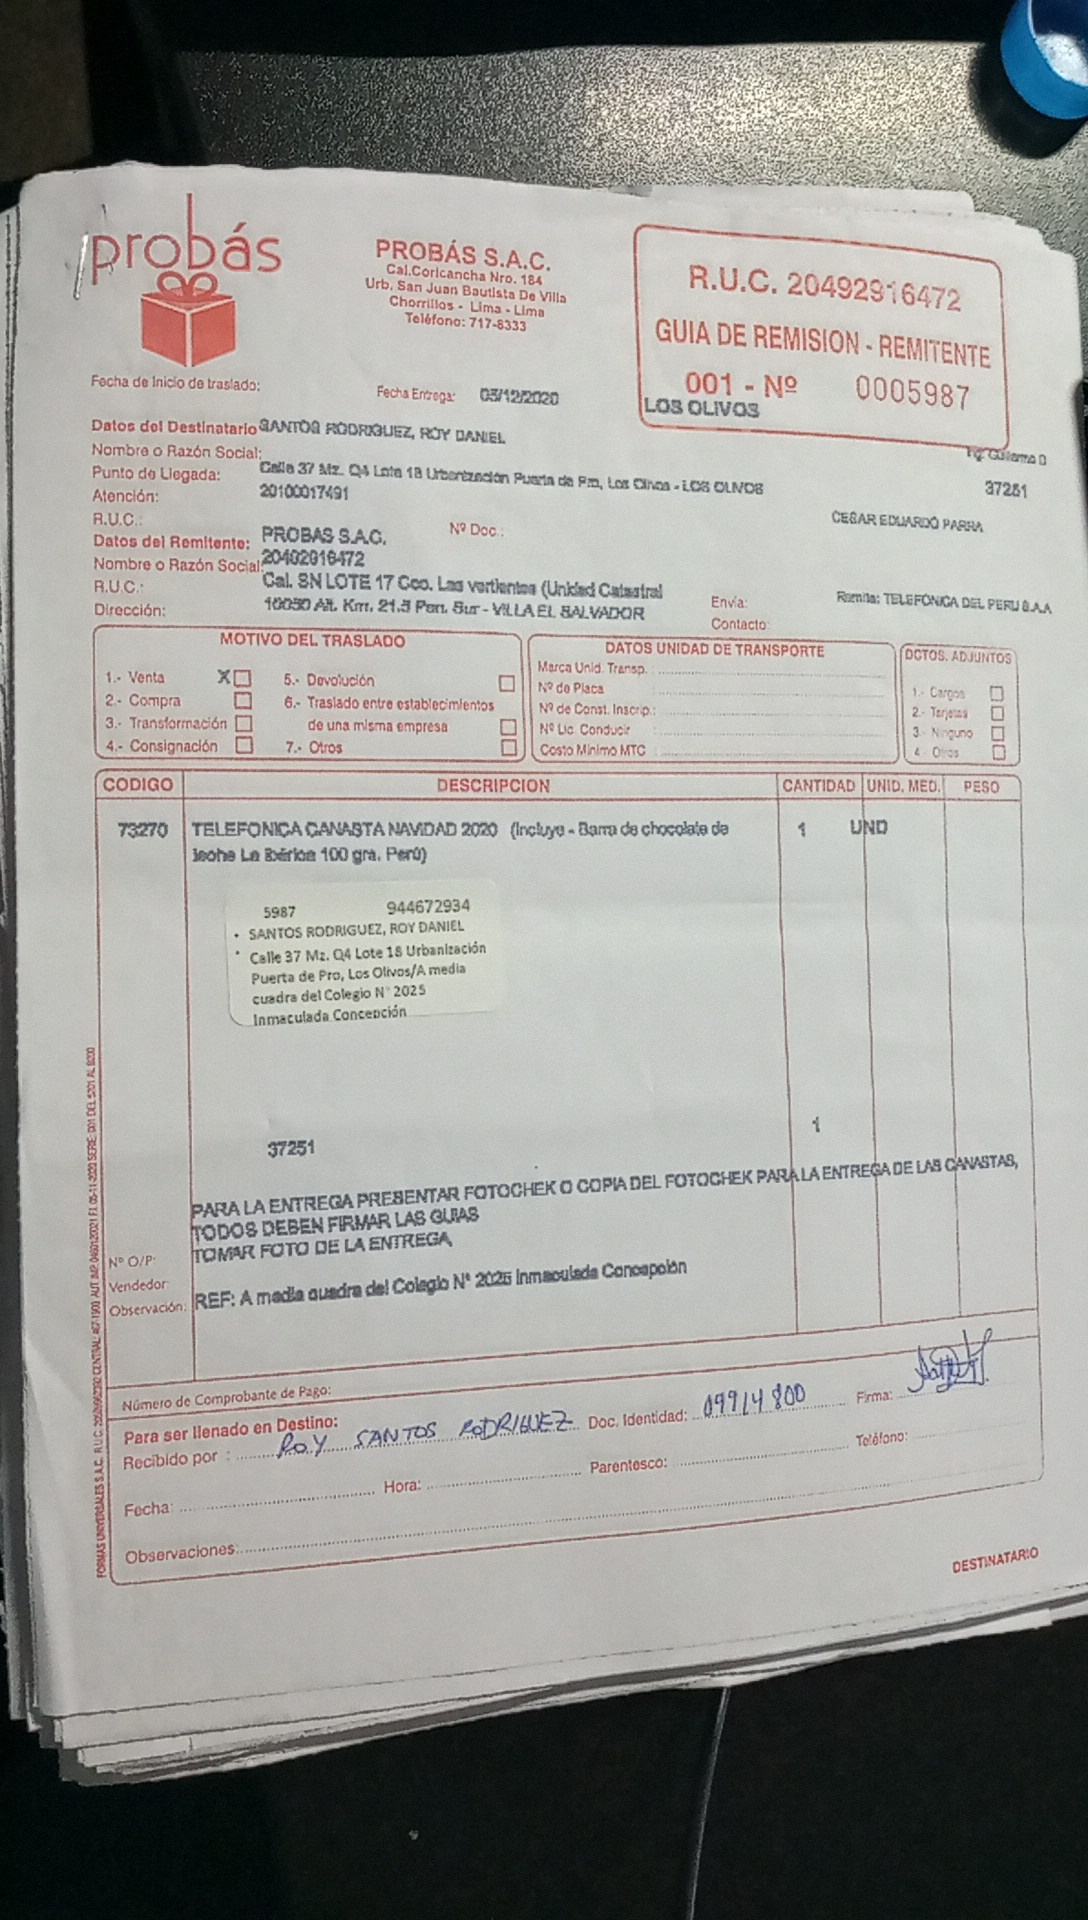 probás
PROBÁS S.A.C.
Cal.Coricancha Nro. 184
Urb. San Juan Bautista De Villa
Chorrillos - Lima - Lima
Teléfono: 717-8333
R.U.C. 20492916472
GUIA DE REMISION - REMITENTE
001 - Nº 0005987
LOS OLIVOS
Fecha de Inicio de traslado:
Fecha Entrega: 03/12/2020
Datos del Destinatario SANTOS RODRIGUEZ, ROY DANIEL
Nombre o Razón Social:
Ing. Guillermo D
Punto de Llegada: Calle 37 Mz. Q4 Lote 18 Urbanización Puerta de Pro, Los Olivos - LOS OLIVOS
37251
Atención: 20100017491
R.U.C.: Nº Doc.: CESAR EDUARDO PARRA
Datos del Remitente: PROBAS S.A.C.
Nombre o Razón Social: 20492916472
R.U.C.: Cal. SN LOTE 17 Coo. Las vertientes (Unidad Catastral
Dirección: 10050 Alt. Km. 21.5 Pan. Sur - VILLA EL SALVADOR
Envia: Remite: TELEFONICA DEL PERU S.A.A
Contacto:
MOTIVO DEL TRASLADO
1.- Venta X
2.- Compra
3.- Transformación
4.- Consignación
5.- Devolución
6.- Traslado entre establecimientos
de una misma empresa
7.- Otros
DATOS UNIDAD DE TRANSPORTE
Marca Unid. Transp.
Nº de Placa
Nº de Const. Inscrip.:
Nº Lic. Conducir
Costo Minimo MTC
DCTOS. ADJUNTOS
1.- Cargos
2.- Tarjetas
3.- Ninguno
4.- Otros
CODIGO DESCRIPCION CANTIDAD UNID. MED. PESO
73270 TELEFONICA CANASTA NAVIDAD 2020 (Incluye - Barra de chocolate de 1 UND
leche La Ibérica 100 gra. Perú)
5987 944672934
SANTOS RODRIGUEZ, ROY DANIEL
Calle 37 Mz. Q4 Lote 18 Urbanización
Puerta de Pro, Los Olivos/A media
cuadra del Colegio N° 2025
Inmaculada Concepción
37251 1
PARA LA ENTREGA PRESENTAR FOTOCHEK O COPIA DEL FOTOCHEK PARA LA ENTREGA DE LAS CANASTAS,
TODOS DEBEN FIRMAR LAS GUIAS
TOMAR FOTO DE LA ENTREGA
Nº O/P:
Vendedor:
Observación: REF: A media cuadra del Colegio N° 2025 Inmaculada Concepción
Número de Comprobante de Pago:
Para ser llenado en Destino:
Recibido por : ROY SANTOS RODRIGUEZ Doc. Identidad: 09914800 Firma:
Fecha: Hora: Parentesco: Teléfono:
Observaciones:
DESTINATARIO